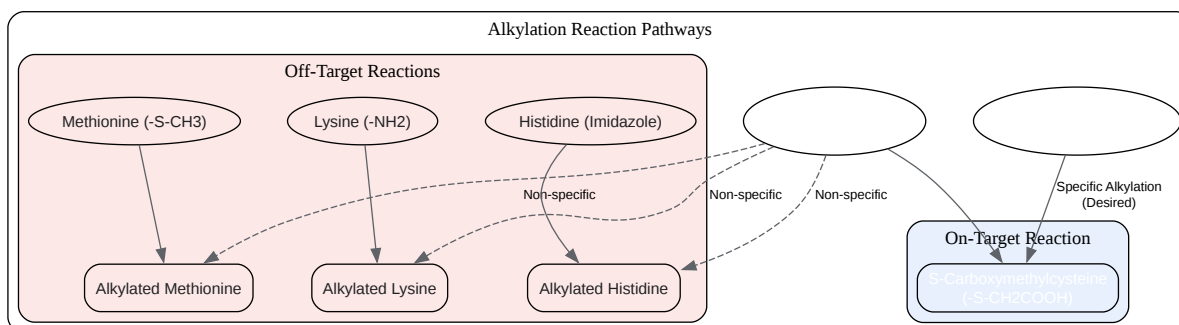 Alkylation Reaction Pathways
Off-Target Reactions
Methionine (-S-CH3)
Lysine (-NH2)
Histidine (Imidazole)
Non-specific
Non-specific
Non-specific
Specific Alkylation
(Desired)
On-Target Reaction
Alkylated Methionine
Alkylated Lysine
Alkylated Histidine
S-Carboxymethylcysteine
(-S-CH2COOH)